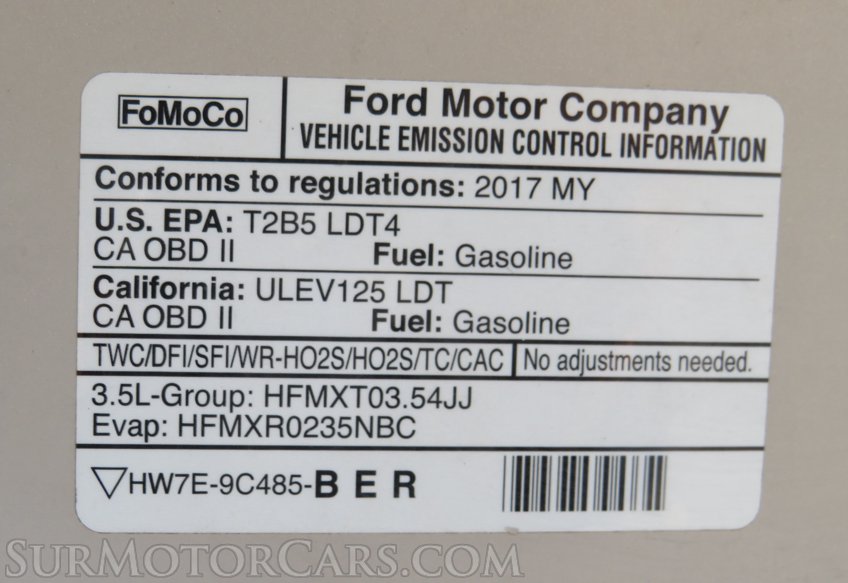 FoMoCo
Ford Motor Company
VEHICLE EMISSION CONTROL INFORMATION
Conforms to regulations: 2017 MY
U.S. EPA: T2B5 LDT4
CA OBD II Fuel: Gasoline
California: ULEV125 LDT
CA OBD II Fuel: Gasoline
TWC/DFI/SFI/WR-HO2S/HO2S/TC/CAC No adjustments needed.
3.5L-Group: HFMXT03.54JJ
Evap: HFMXR0235NBC
HW7E-9C485-BER
SURMOTORCARS.COM